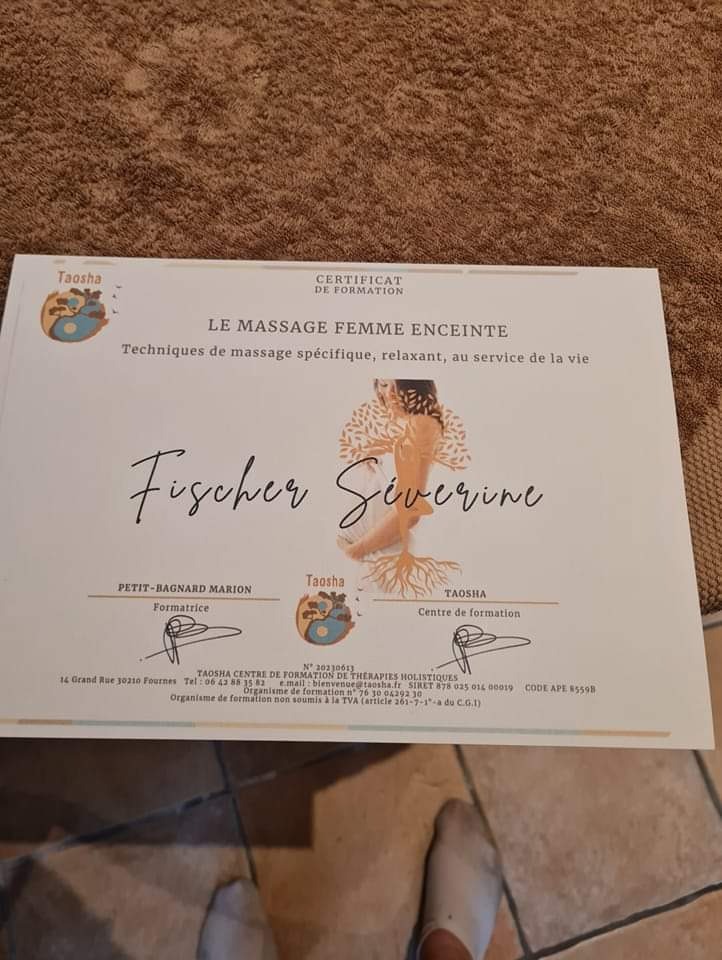 Taosha
CERTIFICAT
DE FORMATION
LE MASSAGE FEMME ENCEINTE
Techniques de massage spécifique, relaxant, au service de la vie
Fischer Séverine
PETIT-BAGNARD MARION
Formatrice
Taosha
TAOSHA
Centre de formation
N° 20230613
TAOSHA CENTRE DE FORMATION DE THÉRAPIES HOLISTIQUES
14 Grand Rue 30210 Fournes Tel : 06 42 88 35 82 e.mail : bienvenue@taosha.fr SIRET 878 025 014 00019 CODE APE 8559B
Organisme de formation n° 76 30 04292 30
Organisme de formation non soumis à la TVA (article 261-7-1°-a du C.G.I)